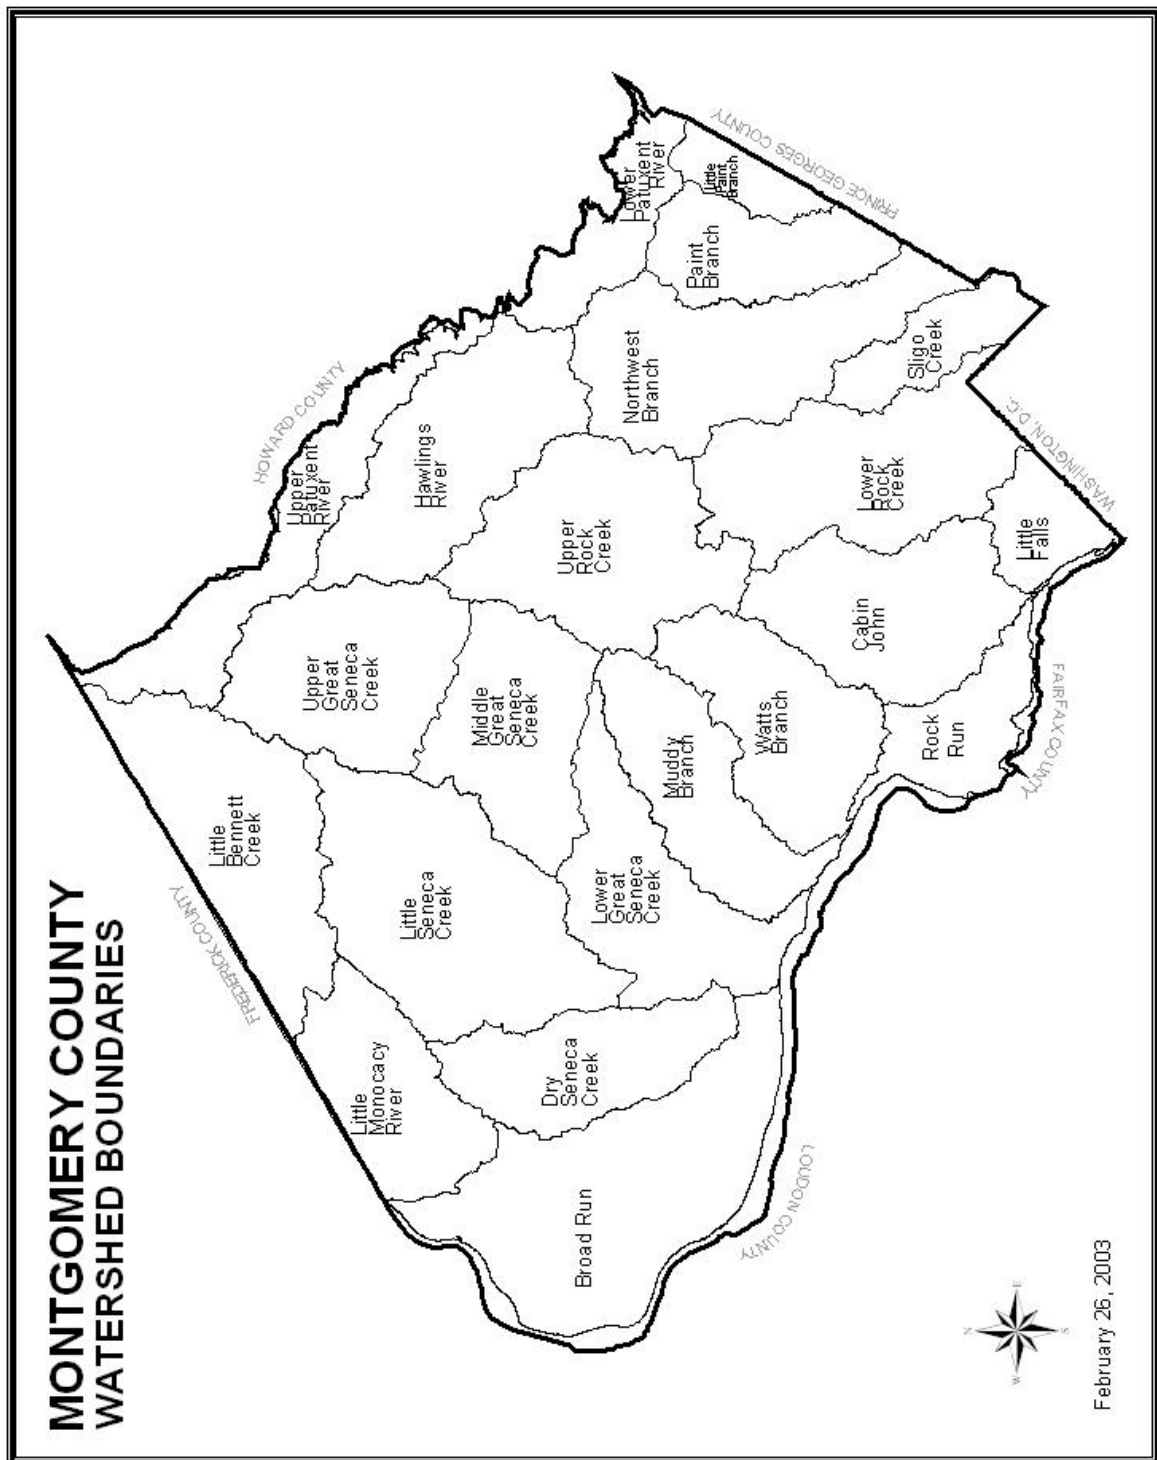 MONTGOMERY COUNTY
WATERSHED BOUNDARIES
FREDERICK COUNTY
HOWARD COUNTY
PRINCE GEORGES COUNTY
WASHINGTON, D.C.
FAIRFAX COUNTY
LOUDON COUNTY
Little
Bennett
Creek
Upper
Patuxent
River
Hawlings
River
Lower
Patuxent
River
Little
Paint
Branch
Paint
Branch
Northwest
Branch
Sligo
Creek
Upper
Great
Seneca
Creek
Middle
Great
Seneca
Creek
Upper
Rock
Creek
Lower
Rock
Creek
Little
Falls
Cabin
John
Little
Monocacy
River
Little
Seneca
Creek
Lower
Great
Seneca
Creek
Muddy
Branch
Watts
Branch
Rock
Run
Dry
Seneca
Creek
Broad Run
N
E
S
W
February 26, 2003